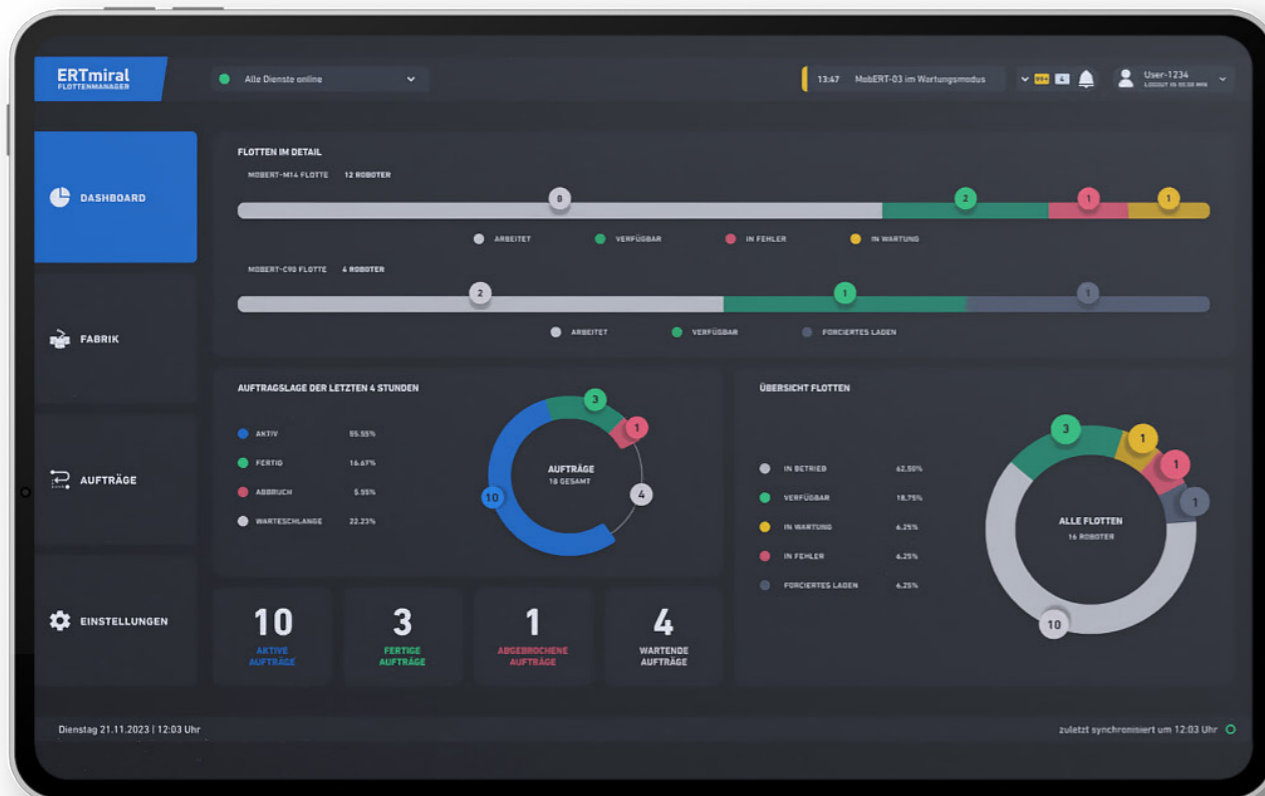 ERTmiral
FLOTTENMANAGER
Alle Dienste online
13:47 MobERT-03 im Wartungsmodus
99+ 4
User-1234
LOGOUT IN 05:00 MIN
DASHBOARD
FABRIK
AUFTRÄGE
EINSTELLUNGEN
FLOTTEN IM DETAIL
MOBERT-M14 FLOTTE 12 ROBOTER
8 2 1 1
ARBEITET VERFÜGBAR IN FEHLER IN WARTUNG
MOBERT-C90 FLOTTE 4 ROBOTER
2 1 1
ARBEITET VERFÜGBAR FORCIERTES LADEN
AUFTRAGSLAGE DER LETZTEN 4 STUNDEN
AKTIV 55.55%
FERTIG 16.67%
ABBRUCH 5.55%
WARTESCHLANGE 22.23%
3
1
AUFTRÄGE
18 GESAMT
10
4
10
AKTIVE
AUFTRÄGE
3
FERTIGE
AUFTRÄGE
1
ABGEBROCHENE
AUFTRÄGE
4
WARTENDE
AUFTRÄGE
ÜBERSICHT FLOTTEN
IN BETRIEB 62.50%
VERFÜGBAR 18.75%
IN WARTUNG 6.25%
IN FEHLER 6.25%
FORCIERTES LADEN 6.25%
3
1
1
1
ALLE FLOTTEN
16 ROBOTER
10
Dienstag 21.11.2023 | 12:03 Uhr
zuletzt synchronisiert um 12:03 Uhr